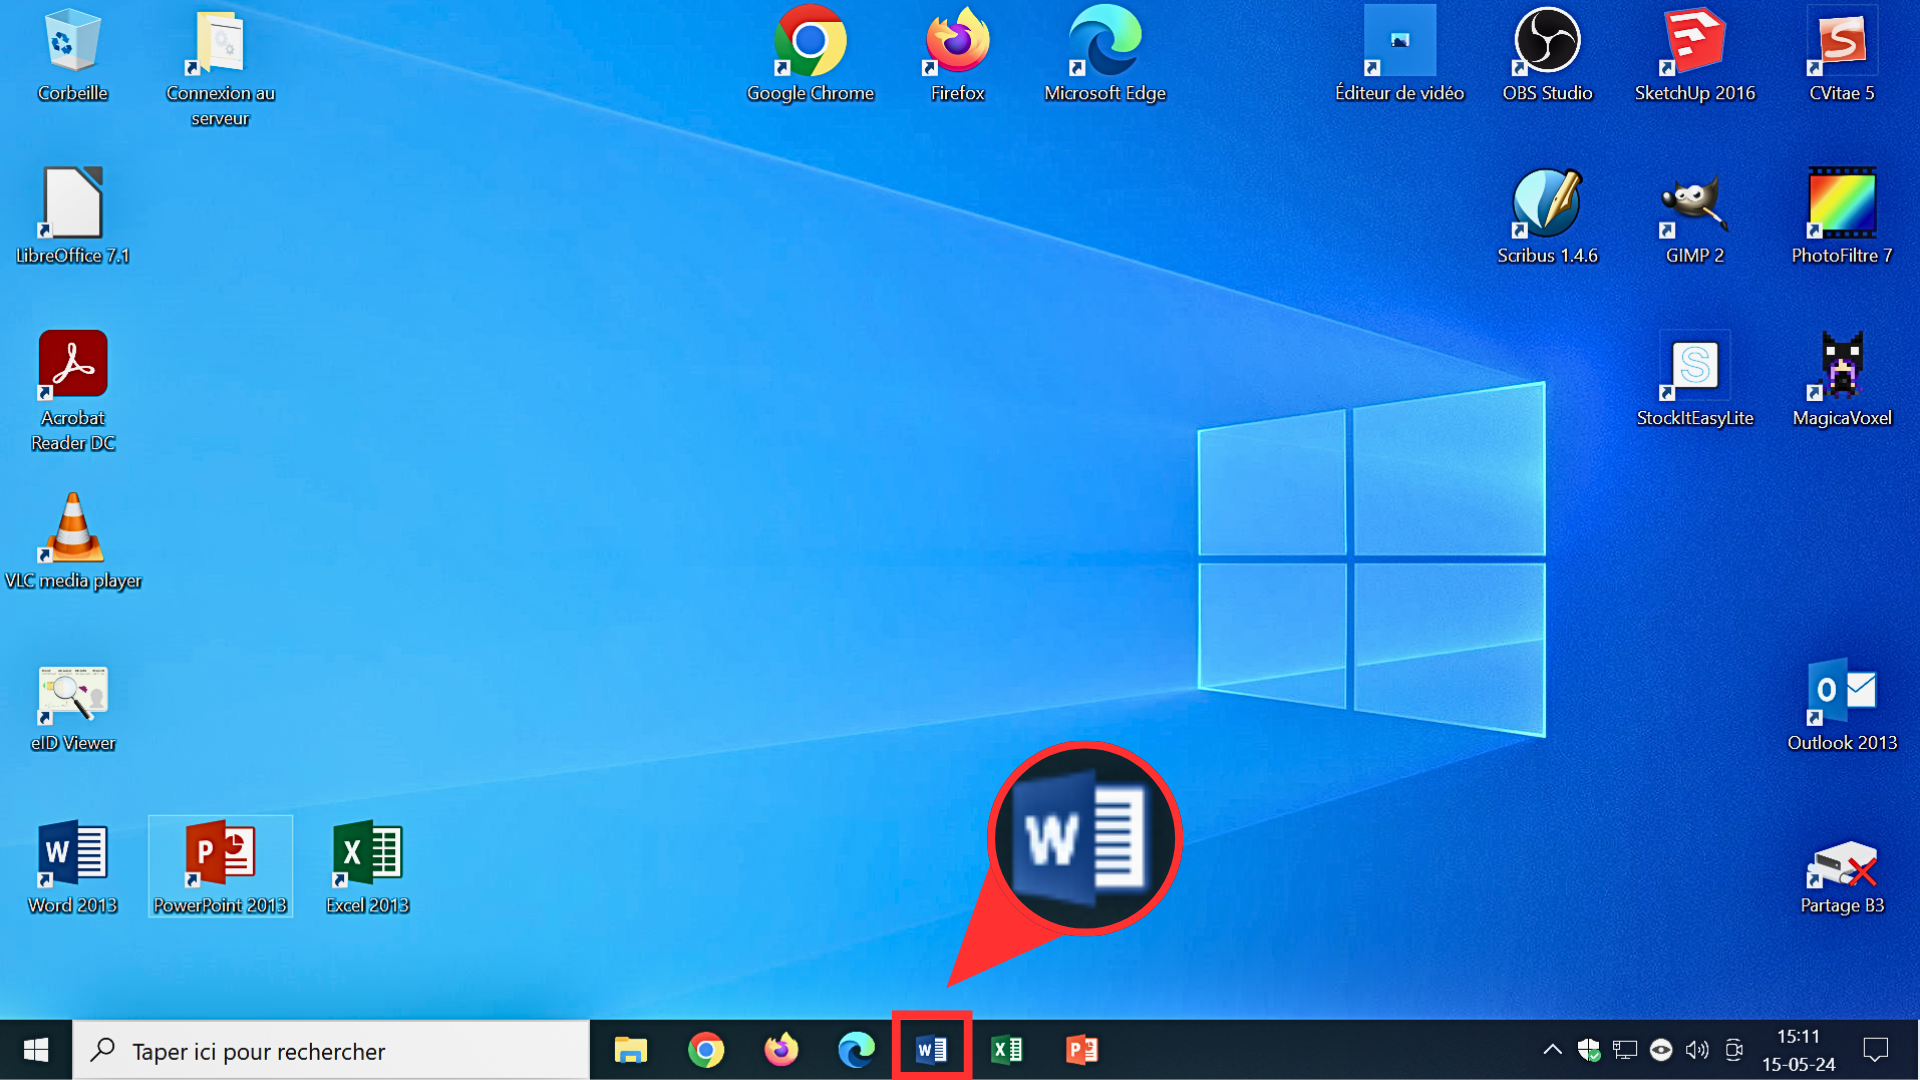 Corbeille
Connexion au
serveur
Google Chrome
Firefox
Microsoft Edge
Éditeur de vidéo
OBS Studio
SketchUp 2016
S
CVitae 5
LibreOffice 7.1
Scribus 1.4.6
GIMP 2
PhotoFiltre 7
Acrobat
Reader DC
S
StockItEasyLite
MagicaVoxel
VLC media player
eID Viewer
O
Outlook 2013
W
W
Word 2013
P
PowerPoint 2013
X
Excel 2013
Partage B3
Taper ici pour rechercher
W
X
P
15:11
15-05-24